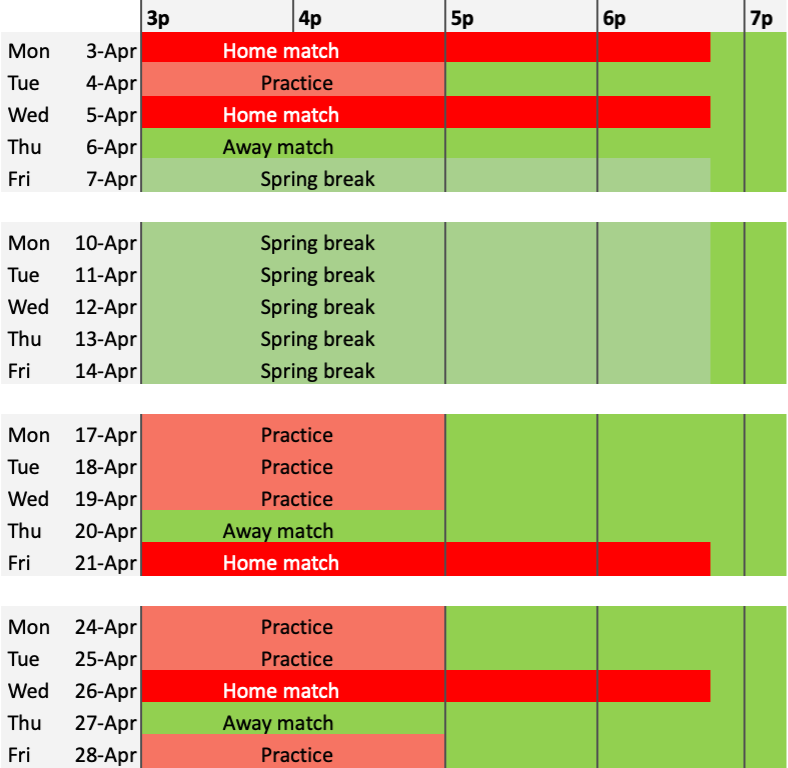 3p 4p 5p 6p 7p
Mon 3-Apr Home match
Tue 4-Apr Practice
Wed 5-Apr Home match
Thu 6-Apr Away match
Fri 7-Apr Spring break
Mon 10-Apr Spring break
Tue 11-Apr Spring break
Wed 12-Apr Spring break
Thu 13-Apr Spring break
Fri 14-Apr Spring break
Mon 17-Apr Practice
Tue 18-Apr Practice
Wed 19-Apr Practice
Thu 20-Apr Away match
Fri 21-Apr Home match
Mon 24-Apr Practice
Tue 25-Apr Practice
Wed 26-Apr Home match
Thu 27-Apr Away match
Fri 28-Apr Practice